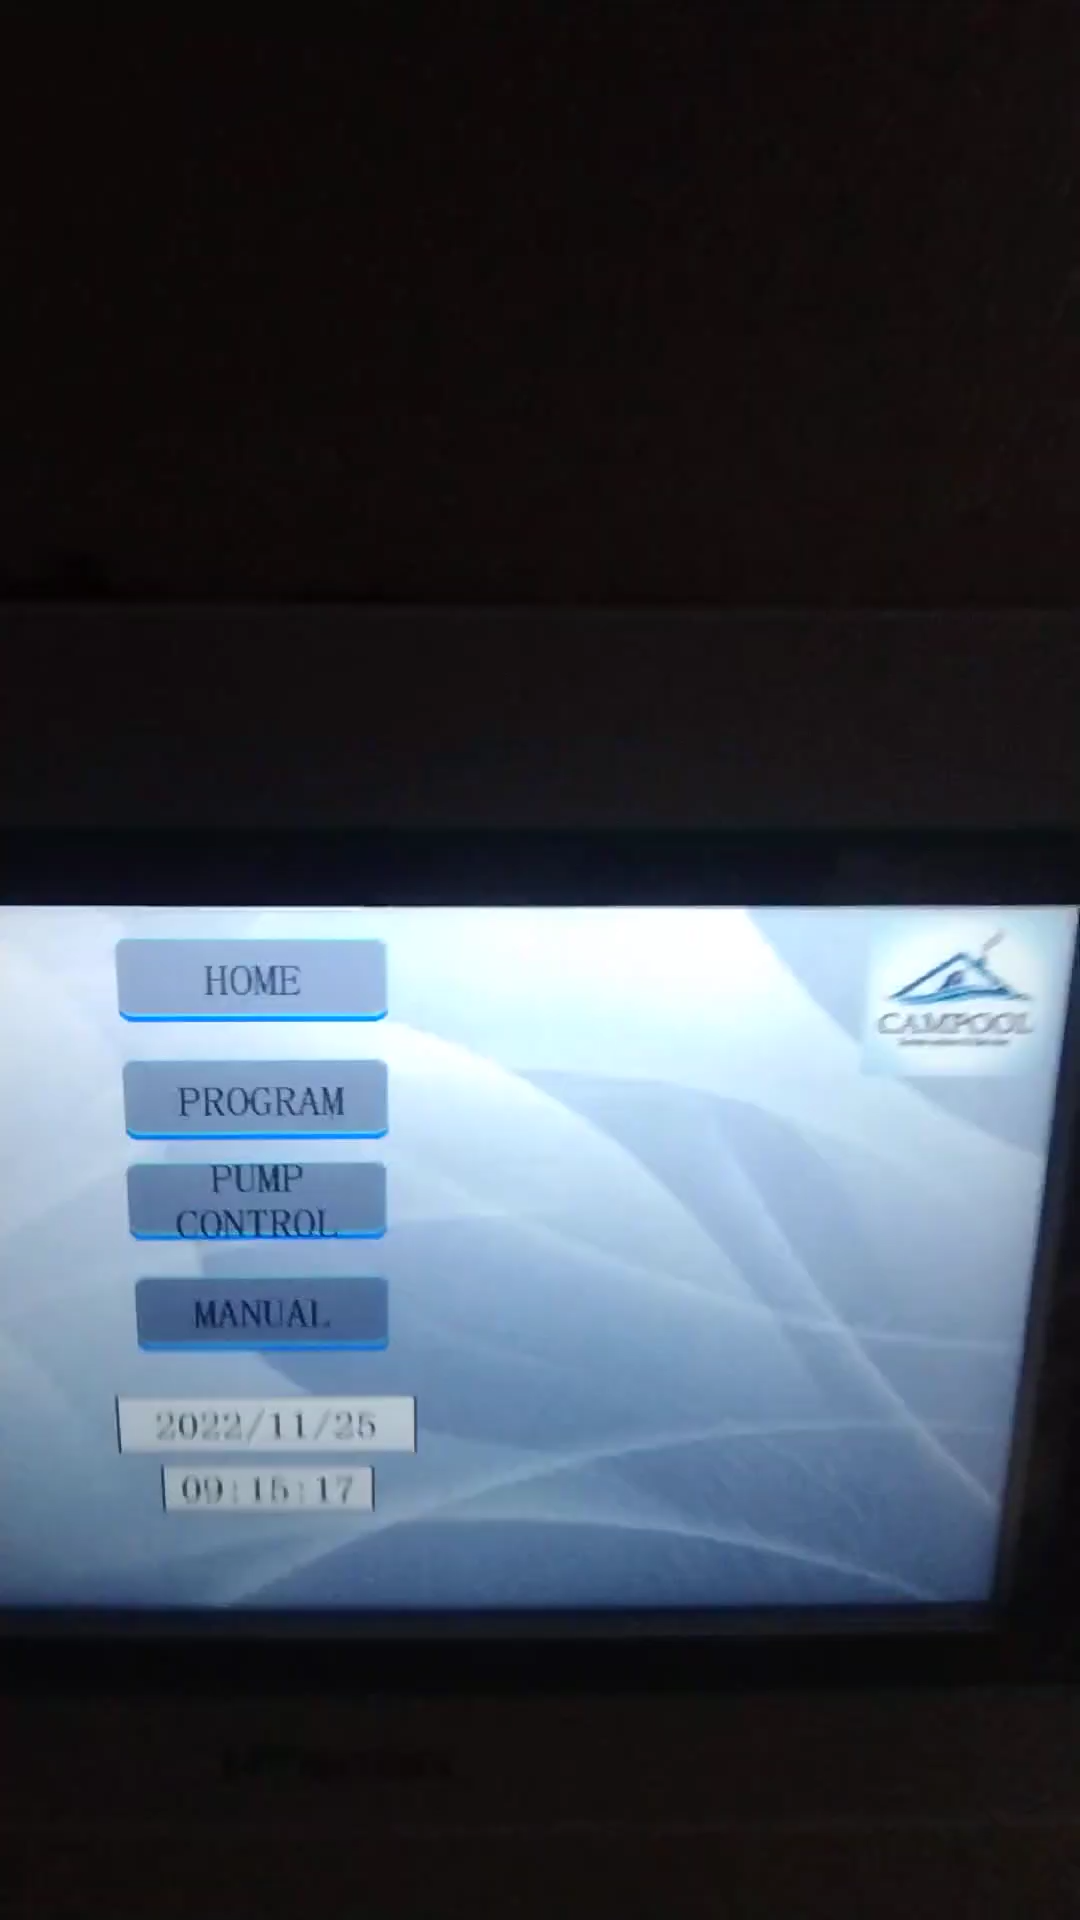 HOME
PROGRAM
PUMP
CONTROL
MANUAL
2022/11/25
09:15:17
CAMPOOL